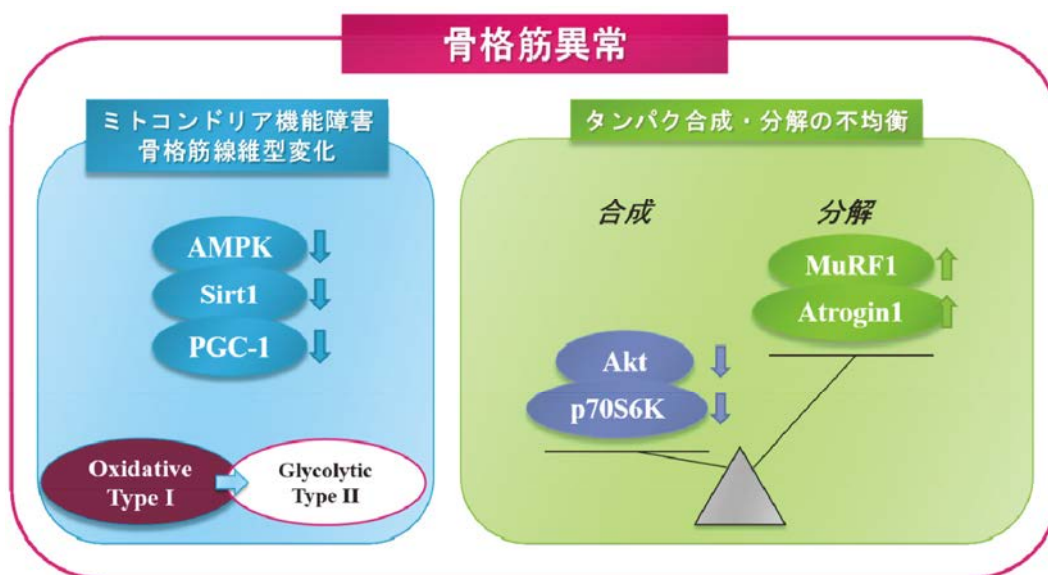 骨格筋異常
ミトコンドリア機能障害
骨格筋線維型変化
AMPK
Sirt1
PGC-1
Oxidative
Type I
Glycolytic
Type II
タンパク合成・分解の不均衡
合成
分解
MuRF1
Atrogin1
Akt
p70S6K